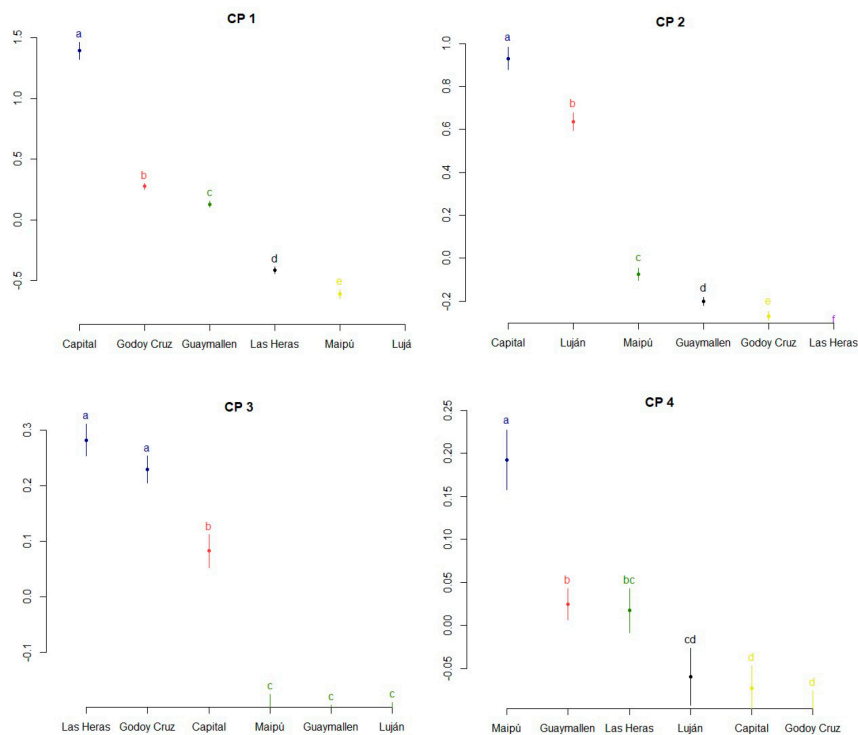 CP 1
1.5
1.0
0.5
0.0
-0.5
a
b
c
d
e
Capital Godoy Cruz Guaymallen Las Heras Maipú Lujá
CP 2
1.0
0.8
0.6
0.4
0.2
0.0
-0.2
a
b
c
d
e
f
Capital Luján Maipú Guaymallen Godoy Cruz Las Heras
CP 3
0.3
0.2
0.1
0.0
-0.1
a
a
b
c
c
c
Las Heras Godoy Cruz Capital Maipú Guaymallen Luján
CP 4
0.25
0.20
0.15
0.10
0.05
0.00
-0.05
a
b
bc
cd
d
d
Maipú Guaymallen Las Heras Luján Capital Godoy Cruz